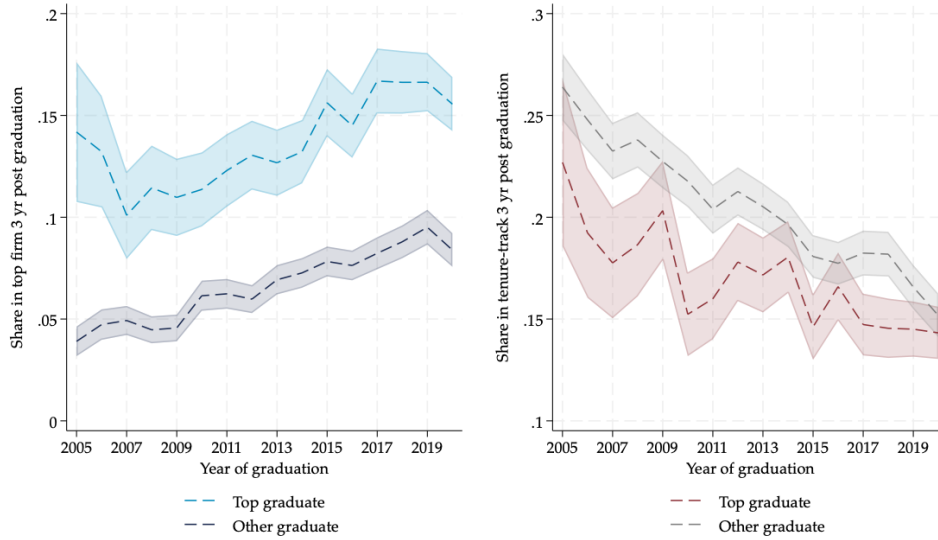 Share in top firm 3 yr post graduation
.2
.15
.1
.05
0
2005 2007 2009 2011 2013 2015 2017 2019
Year of graduation
Top graduate
Other graduate
Share in tenure-track 3 yr post graduation
.3
.25
.2
.15
.1
2005 2007 2009 2011 2013 2015 2017 2019
Year of graduation
Top graduate
Other graduate